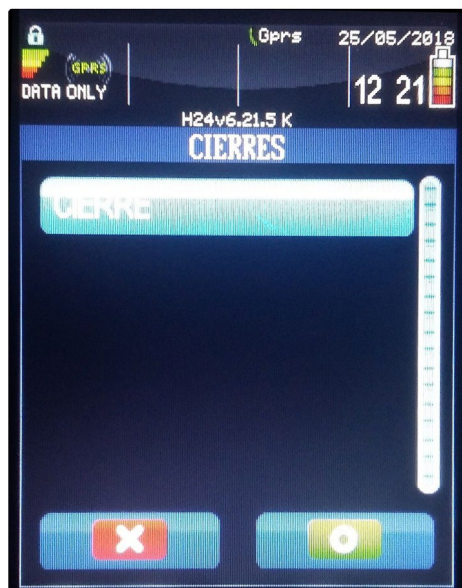 Gprs 25/05/2018
GPRS
DATA ONLY 12 21
H24v6.21.5 K
CIERRES
CIERRE